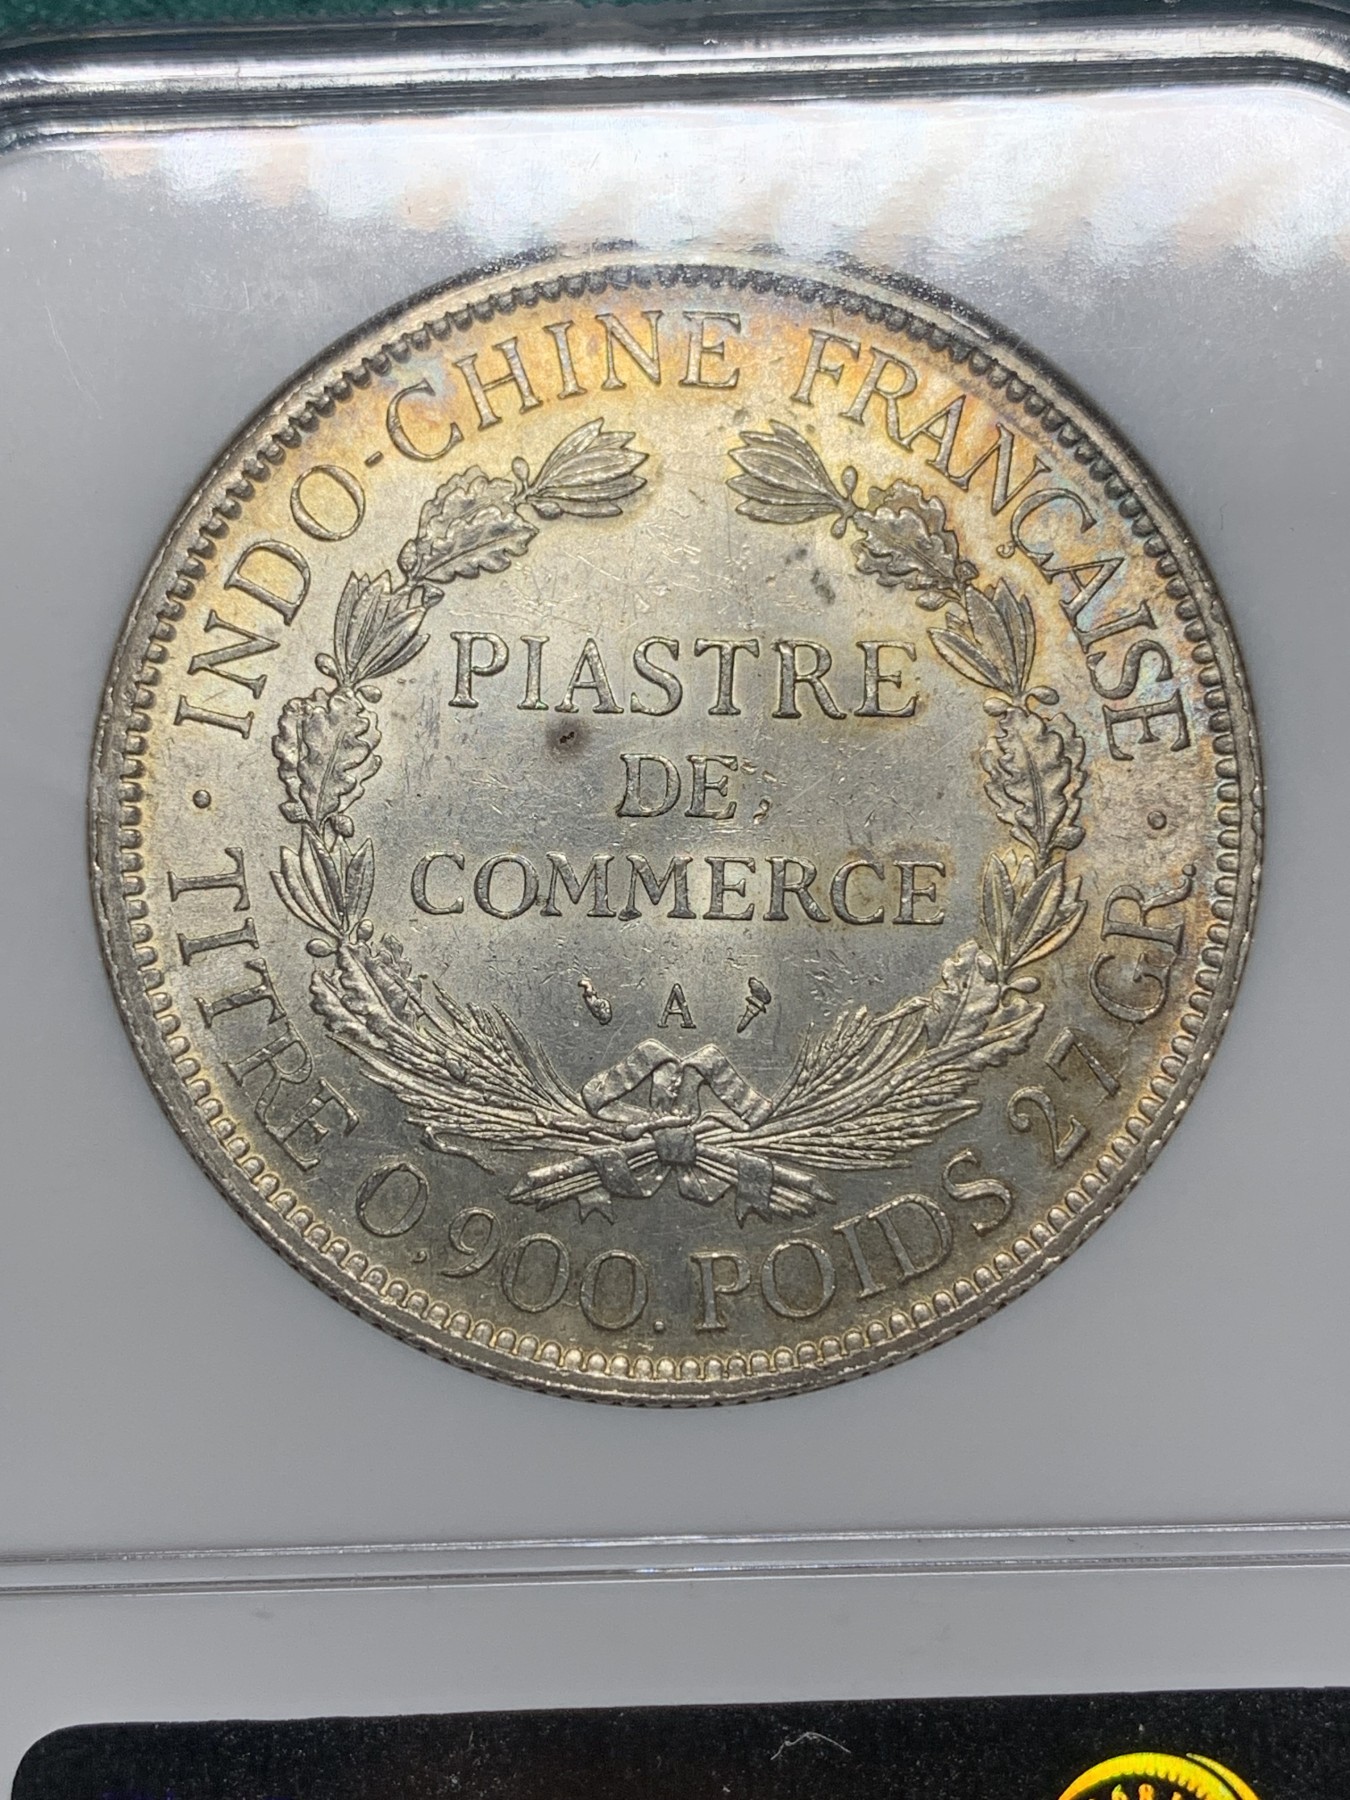 INDO-CHINE FRANÇAISE
PIASTRE
DE
COMMERCE
A
TITRE 0,900. POIDS 27 GR.